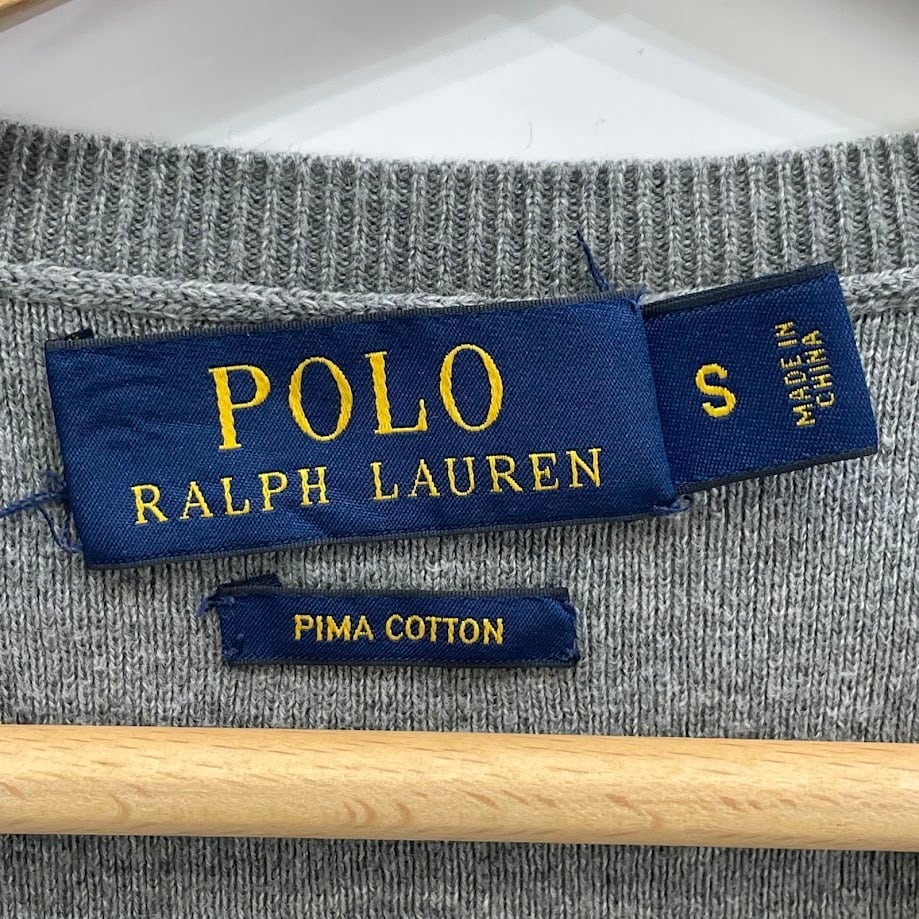 POLO
RALPH LAUREN
S
MADE IN
CHINA
PIMA COTTON